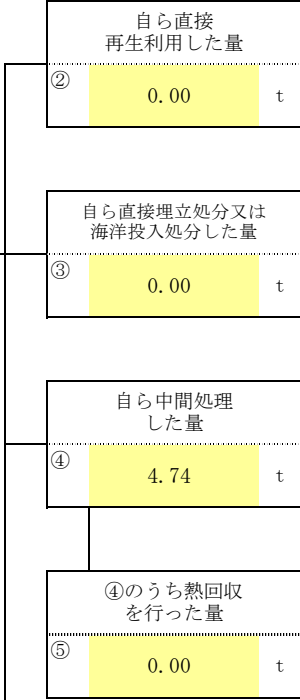 自ら直接
再生利用した量
②
0.00 t
自ら直接埋立処分又は
海洋投入処分した量
③
0.00 t
自ら中間処理
した量
④
4.74 t
④のうち熱回収
を行った量
⑤
0.00 t